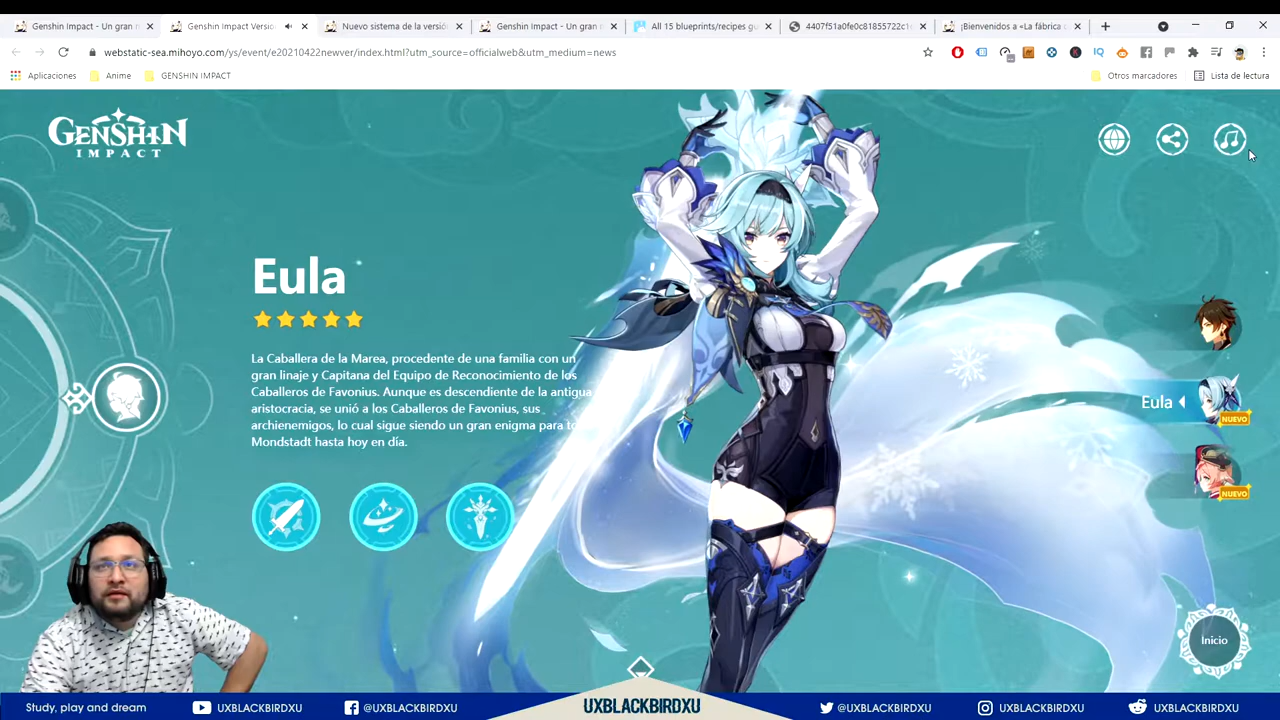 Genshin Impact - Un gran m
Genshin Impact Versio
Nuevo sistema de la versión
Genshin Impact - Un gran m
All 15 blueprints/recipes gu
4407f51a0fe0c81855722c1
¡Bienvenidos a «La fábrica d
webstatic-sea.mihoyo.com/ys/event/e20210422newver/index.html?utm_source=officialweb&utm_medium=news
Aplicaciones
Anime
GENSHIN IMPACT
Otros marcadores
Lista de lectura
GENSHIN
IMPACT
Eula
La Caballera de la Marea, procedente de una familia con un
gran linaje y Capitana del Equipo de Reconocimiento de los
Caballeros de Favonius. Aunque es descendiente de la antigua
aristocracia, se unió a los Caballeros de Favonius, sus
archienemigos, lo cual sigue siendo un gran enigma para
Mondstadt hasta hoy en día.
Eula
NUEVO
NUEVO
Inicio
Study, play and dream
UXBLACKBIRDXU
@UXBLACKBIRDXU
UXBLACKBIRDXU
@UXBLACKBIRDXU
UXBLACKBIRDXU
UXBLACKBIRDXU